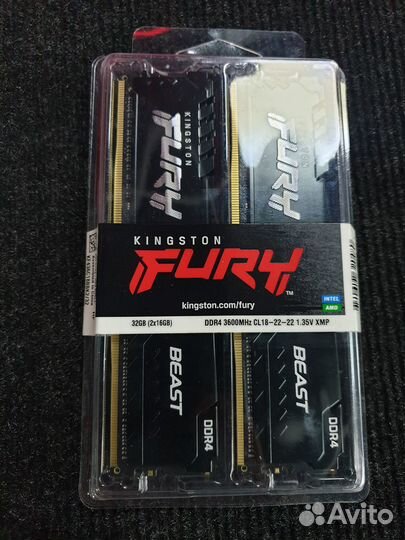 KINGSTON
FURY
FURY
KINGSTON
FURY
TM
kingston.com/fury
INTEL
AMD
32GB (2x16GB)
DDR4 3600MHz CL18-22-22 1.35V XMP
BEAST
DDR4
BEAST
DDR4
Avito